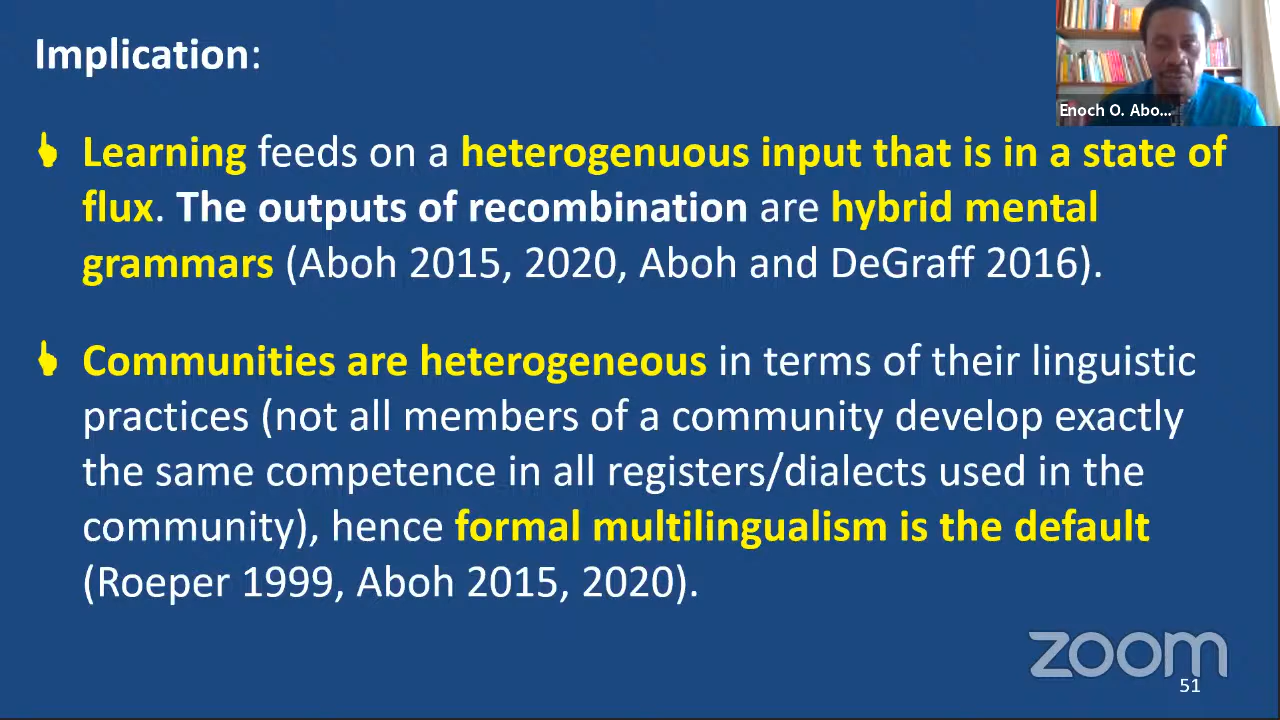 Implication:
Enoch O. Abo...
Learning feeds on a heterogenuous input that is in a state of
flux. The outputs of recombination are hybrid mental
grammars (Aboh 2015, 2020, Aboh and DeGraff 2016).
Communities are heterogeneous in terms of their linguistic
practices (not all members of a community develop exactly
the same competence in all registers/dialects used in the
community), hence formal multilingualism is the default
(Roeper 1999, Aboh 2015, 2020).
zoom
51